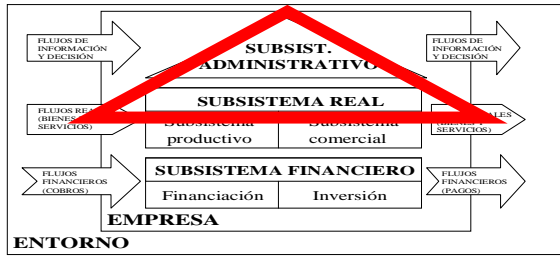 FLUJOS DE
INFORMACIÓN
Y DECISIÓN
SUBSIST.
ADMINISTRATIVO
FLUJOS DE
INFORMACIÓN
Y DECISIÓN
FLUJOS REALES
(BIENES Y
SERVICIOS)
SUBSISTEMA REAL
Subsistema
productivo
Subsistema
comercial
SERVICIOS)
FLUJOS
FINANCIEROS
(COBROS)
SUBSISTEMA FINANCIERO
Financiación
Inversión
FLUJOS
FINANCIEROS
(PAGOS)
EMPRESA
ENTORNO